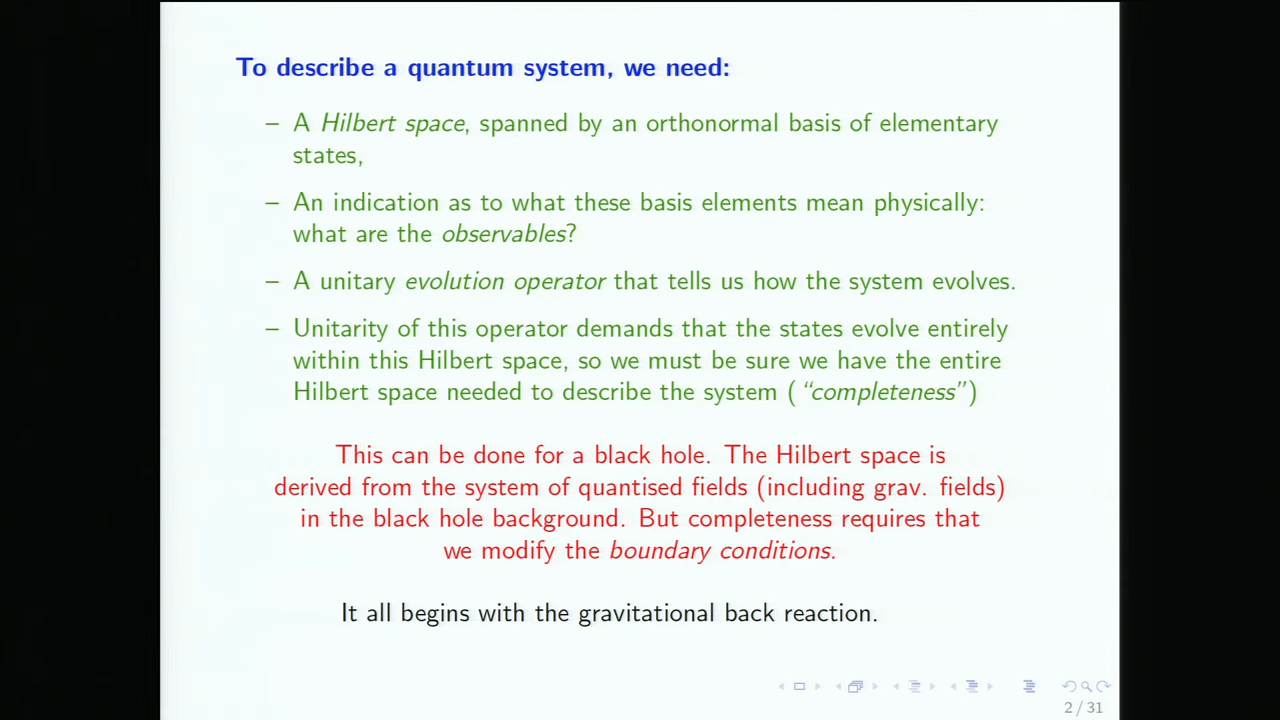 To describe a quantum system, we need:
– A Hilbert space, spanned by an orthonormal basis of elementary
states,
– An indication as to what these basis elements mean physically:
what are the observables?
– A unitary evolution operator that tells us how the system evolves.
– Unitarity of this operator demands that the states evolve entirely
within this Hilbert space, so we must be sure we have the entire
Hilbert space needed to describe the system (“completeness”)
This can be done for a black hole. The Hilbert space is
derived from the system of quantised fields (including grav. fields)
in the black hole background. But completeness requires that
we modify the boundary conditions.
It all begins with the gravitational back reaction.
2 / 31